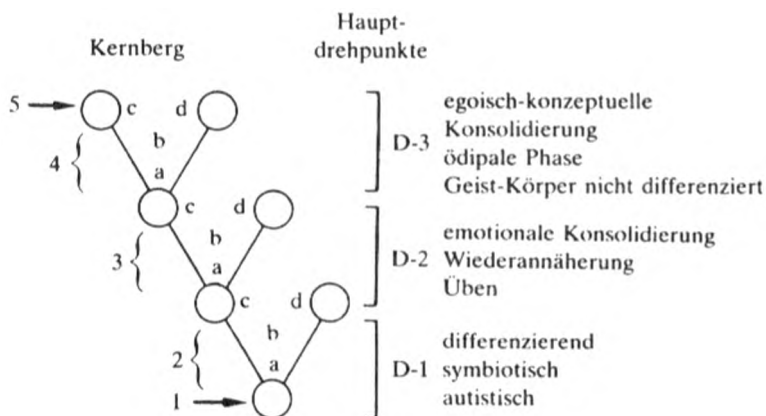 Haupt-
Kernberg drehpunkte
5 c d egoisch-konzeptuelle
b Konsolidierung
4 D-3 ödipale Phase
a Geist-Körper nicht differenziert
c d
b emotionale Konsolidierung
3 D-2 Wiederannäherung
a Üben
c d
b differenzierend
2 a D-1 symbiotisch
1 autistisch